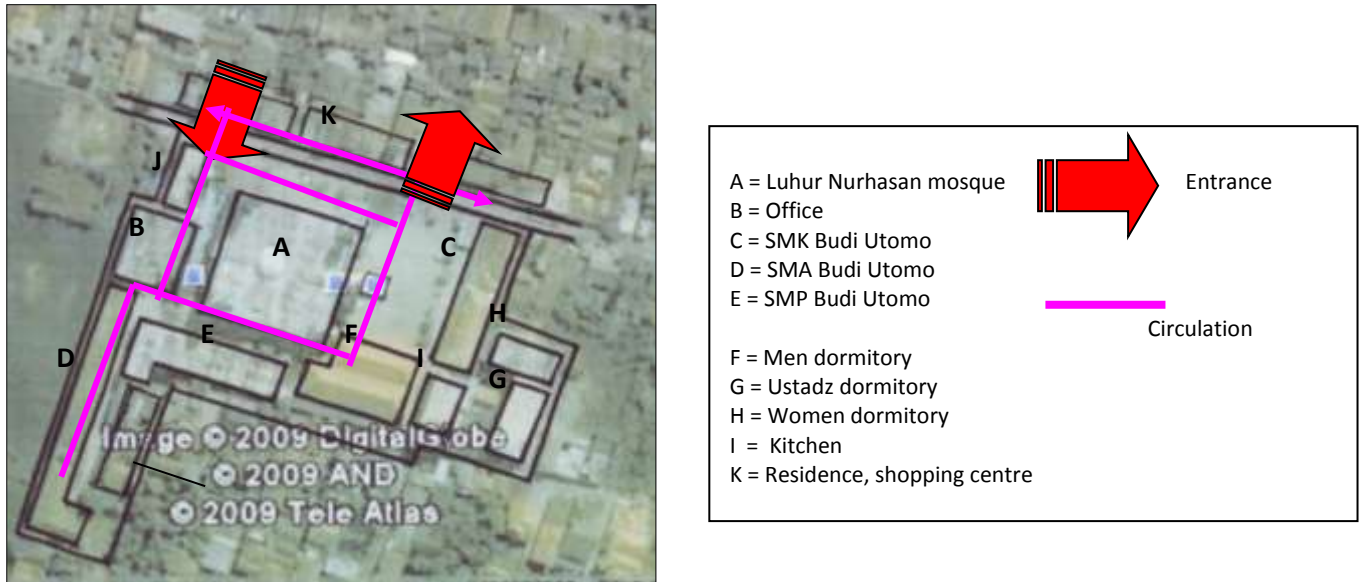 K
J
B
A
C
H
E
F
D
I
G
Image © 2009 DigitalGlobe
© 2009 AND
© 2009 Tele Atlas
A = Luhur Nurhasan mosque
B = Office
C = SMK Budi Utomo
D = SMA Budi Utomo
E = SMP Budi Utomo
F = Men dormitory
G = Ustadz dormitory
H = Women dormitory
I = Kitchen
K = Residence, shopping centre
Entrance
Circulation